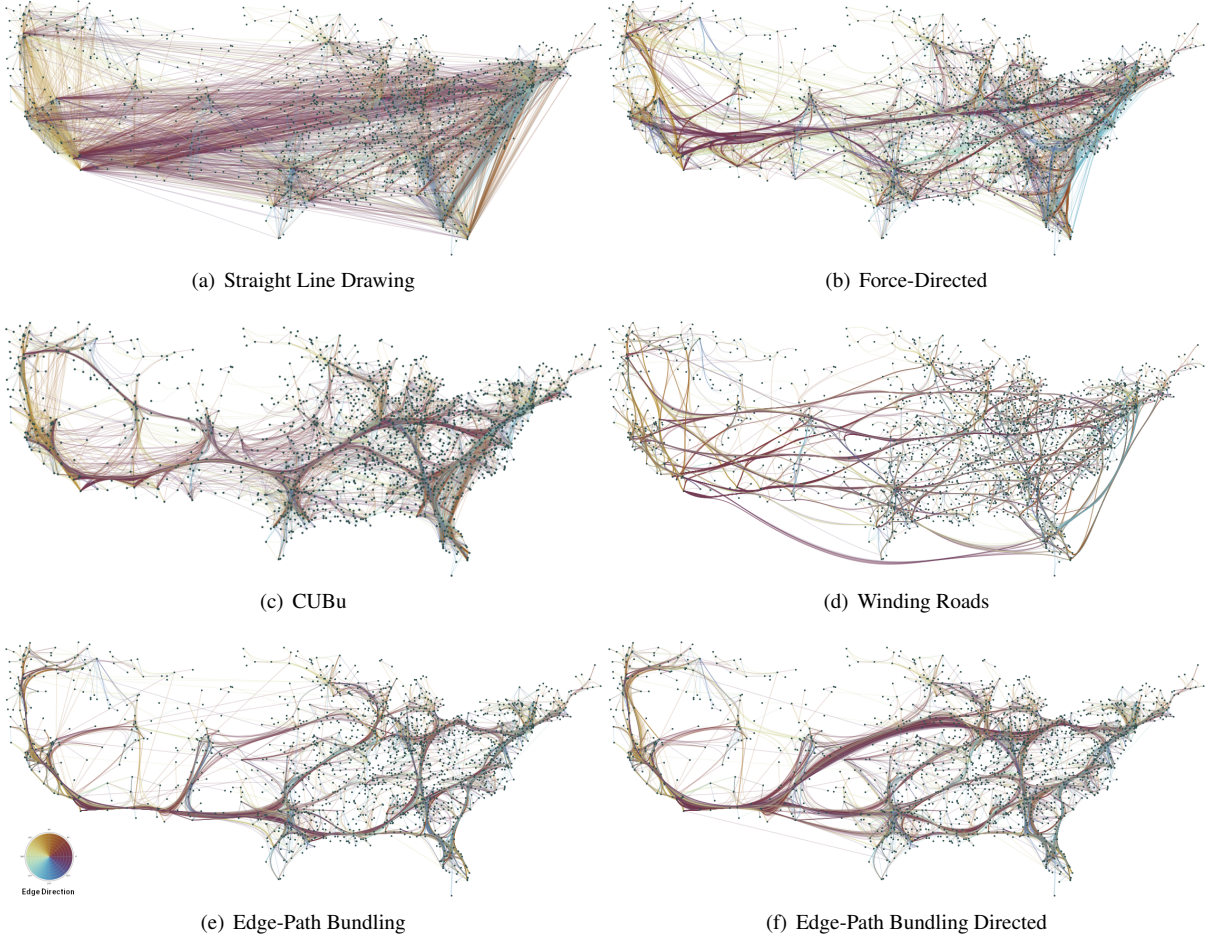 (a) Straight Line Drawing
(b) Force-Directed
(c) CUBu
(d) Winding Roads
Edge Direction
(e) Edge-Path Bundling
(f) Edge-Path Bundling Directed